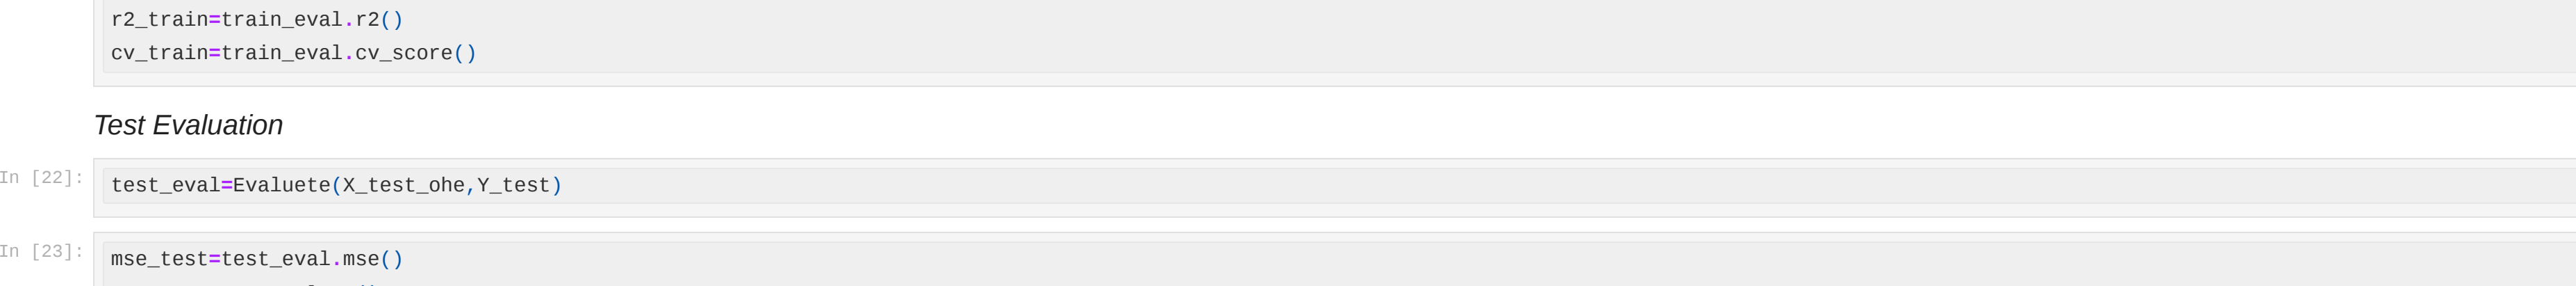 r2_train=train_eval.r2()
cv_train=train_eval.cv_score()
Test Evaluation
In [22]:
test_eval=Evaluete(X_test_ohe,Y_test)
In [23]:
mse_test=test_eval.mse()